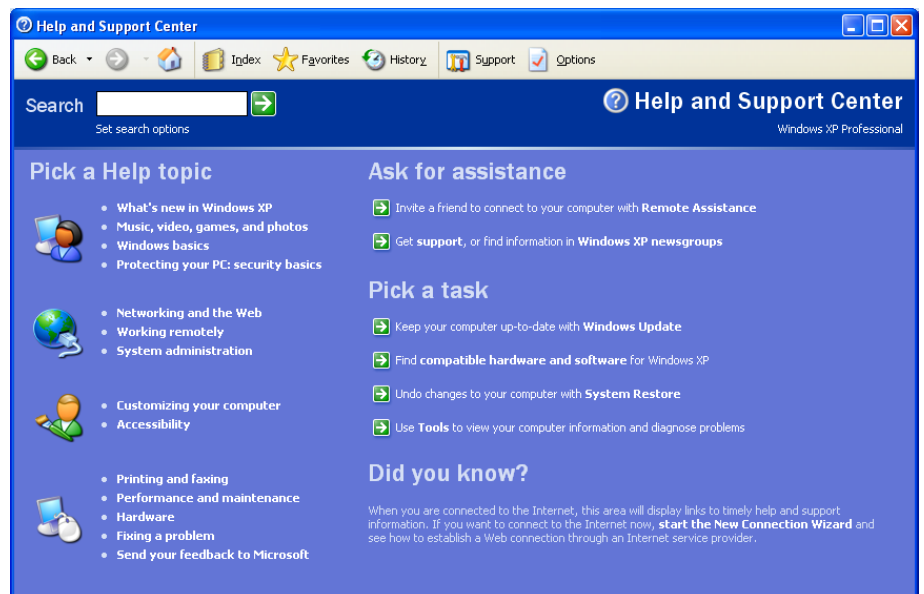 Help and Support Center
Back
Index
Favorites
History
Support
Options
Search
Set search options
Help and Support Center
Windows XP Professional
Pick a Help topic
What's new in Windows XP
Music, video, games, and photos
Windows basics
Protecting your PC: security basics
Networking and the Web
Working remotely
System administration
Customizing your computer
Accessibility
Printing and faxing
Performance and maintenance
Hardware
Fixing a problem
Send your feedback to Microsoft
Ask for assistance
Invite a friend to connect to your computer with Remote Assistance
Get support, or find information in Windows XP newsgroups
Pick a task
Keep your computer up-to-date with Windows Update
Find compatible hardware and software for Windows XP
Undo changes to your computer with System Restore
Use Tools to view your computer information and diagnose problems
Did you know?
When you are connected to the Internet, this area will display links to timely help and support
information. If you want to connect to the Internet now, start the New Connection Wizard and
see how to establish a Web connection through an Internet service provider.